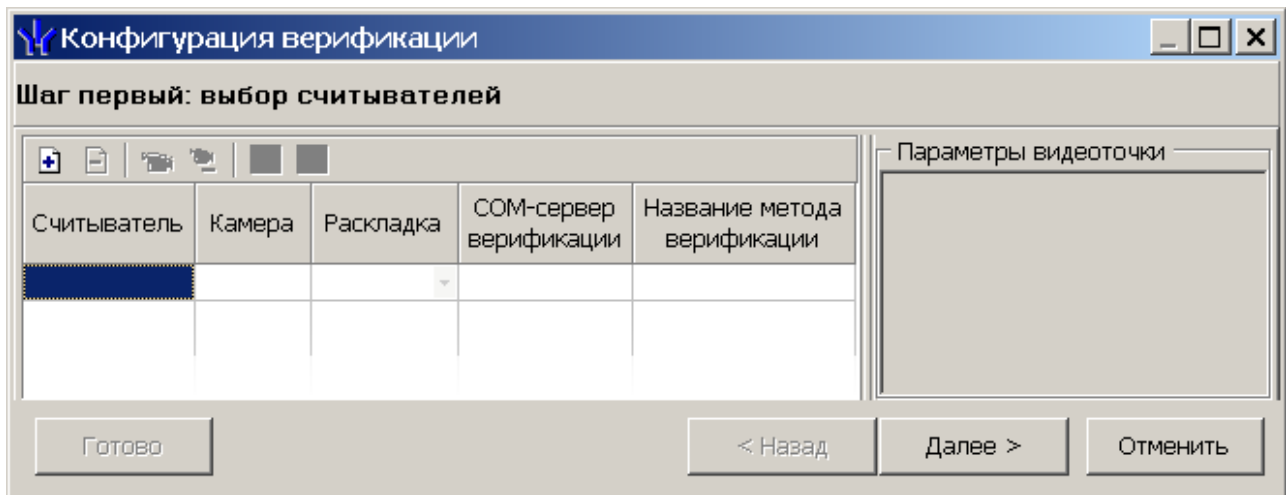 Конфигурация верификации
Шаг первый: выбор считывателей
Параметры видеоточки
Считыватель Камера Раскладка COM-сервер верификации Название метода верификации
Готово < Назад Далее > Отменить